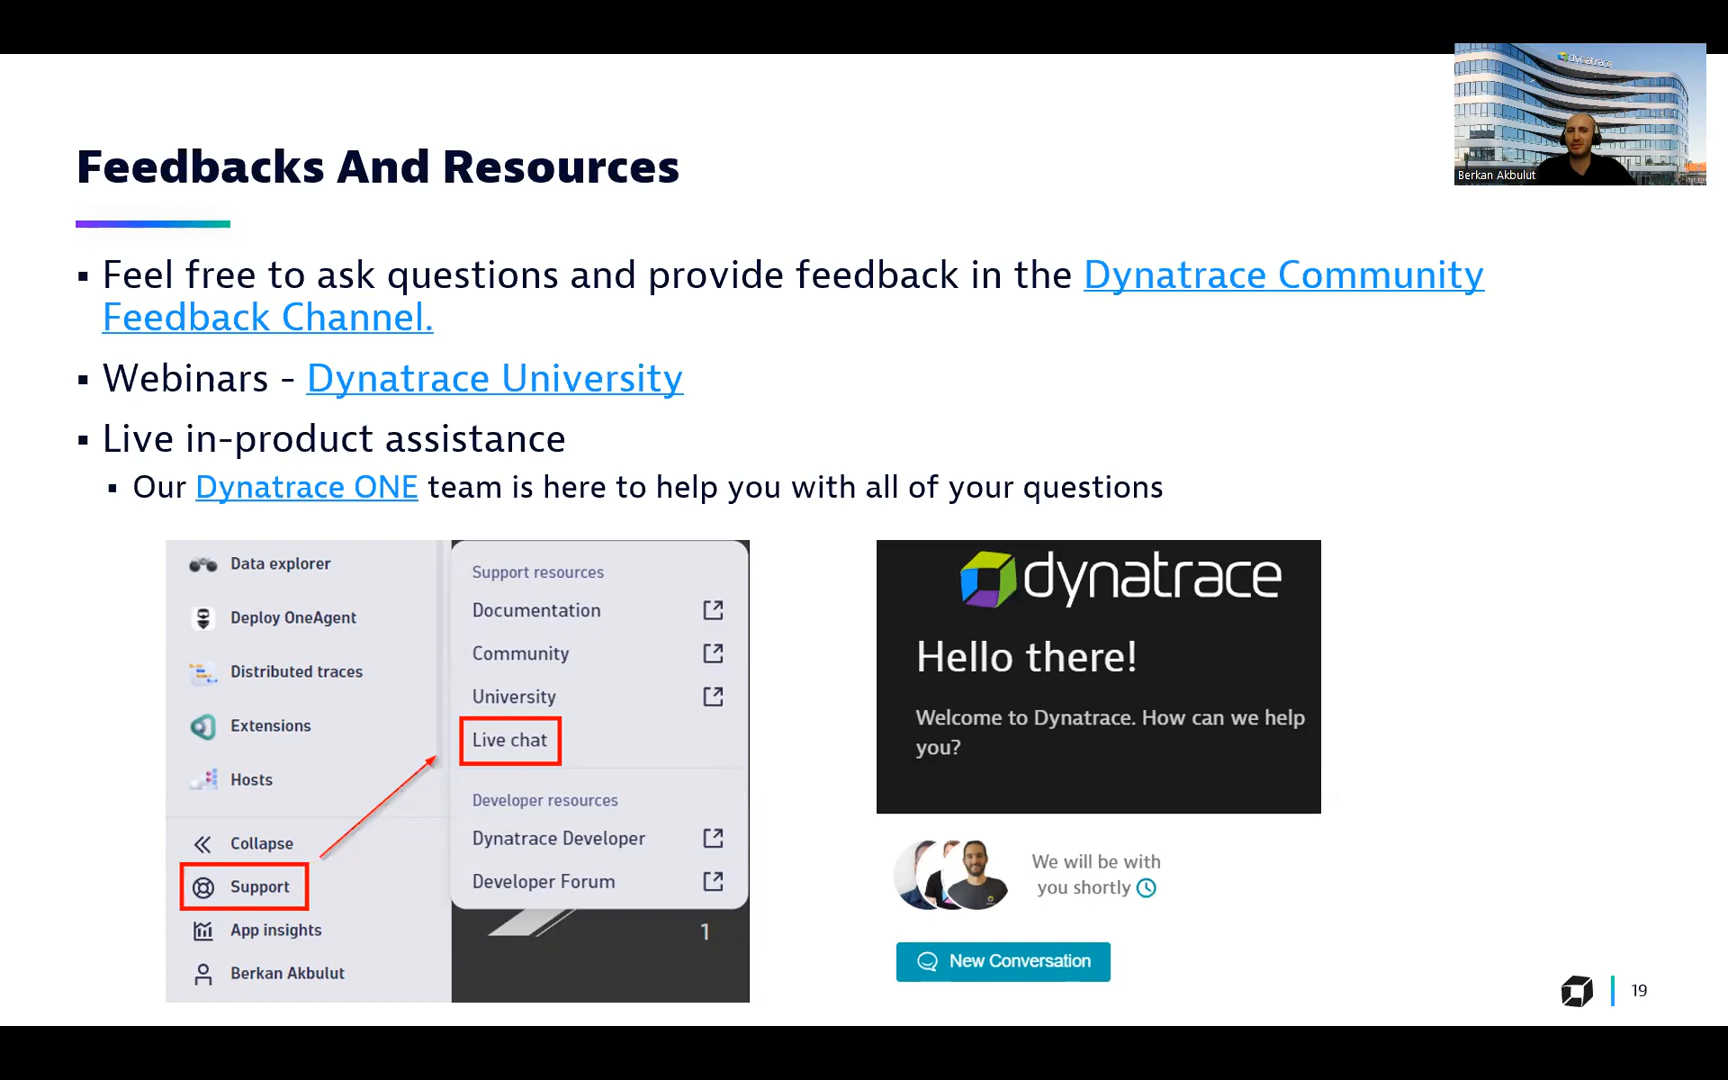 dynatrace
Berkan Akbulut
Feedbacks And Resources
▪ Feel free to ask questions and provide feedback in the Dynatrace Community
Feedback Channel.
▪ Webinars - Dynatrace University
▪ Live in-product assistance
▪ Our Dynatrace ONE team is here to help you with all of your questions
Data explorer
Deploy OneAgent
Distributed traces
Extensions
Hosts
Collapse
Support
App insights
Berkan Akbulut
Support resources
Documentation
Community
University
Live chat
Developer resources
Dynatrace Developer
Developer Forum
1
dynatrace
Hello there!
Welcome to Dynatrace. How can we help
you?
We will be with
you shortly
New Conversation
19